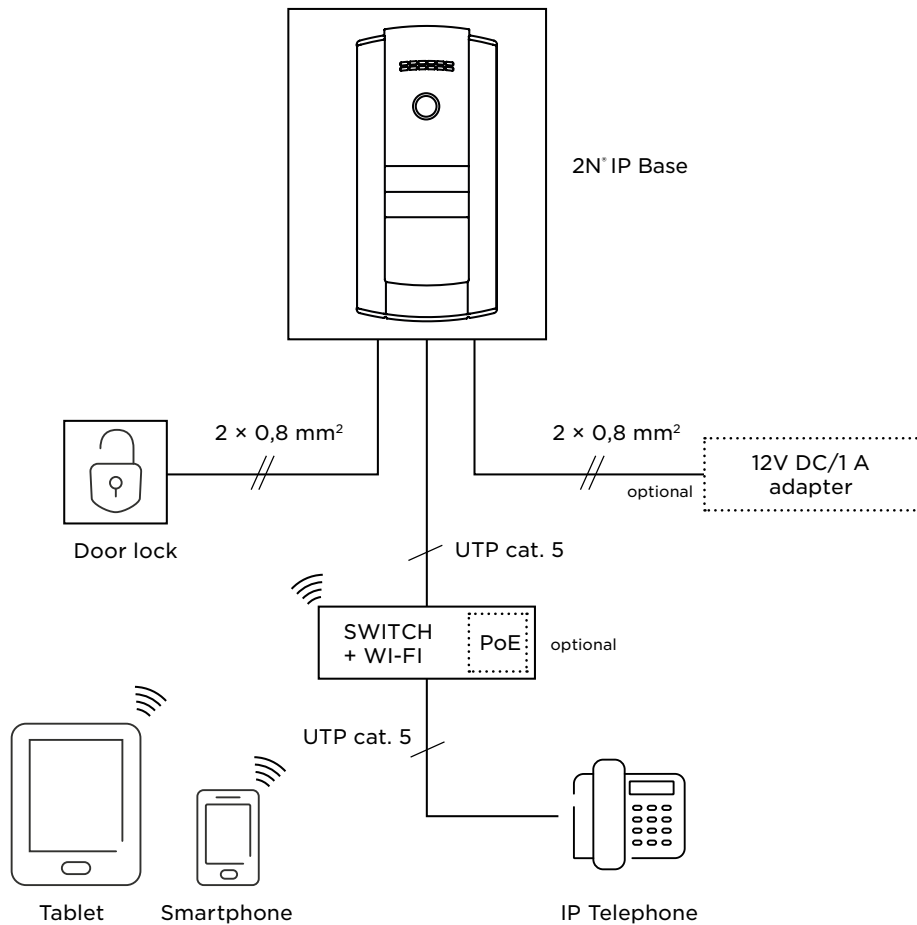 2N® IP Base
2 × 0,8 mm²
2 × 0,8 mm²
12V DC/1 A
adapter
optional
Door lock
UTP cat. 5
SWITCH
+ WI-FI
PoE
optional
UTP cat. 5
Tablet
Smartphone
IP Telephone